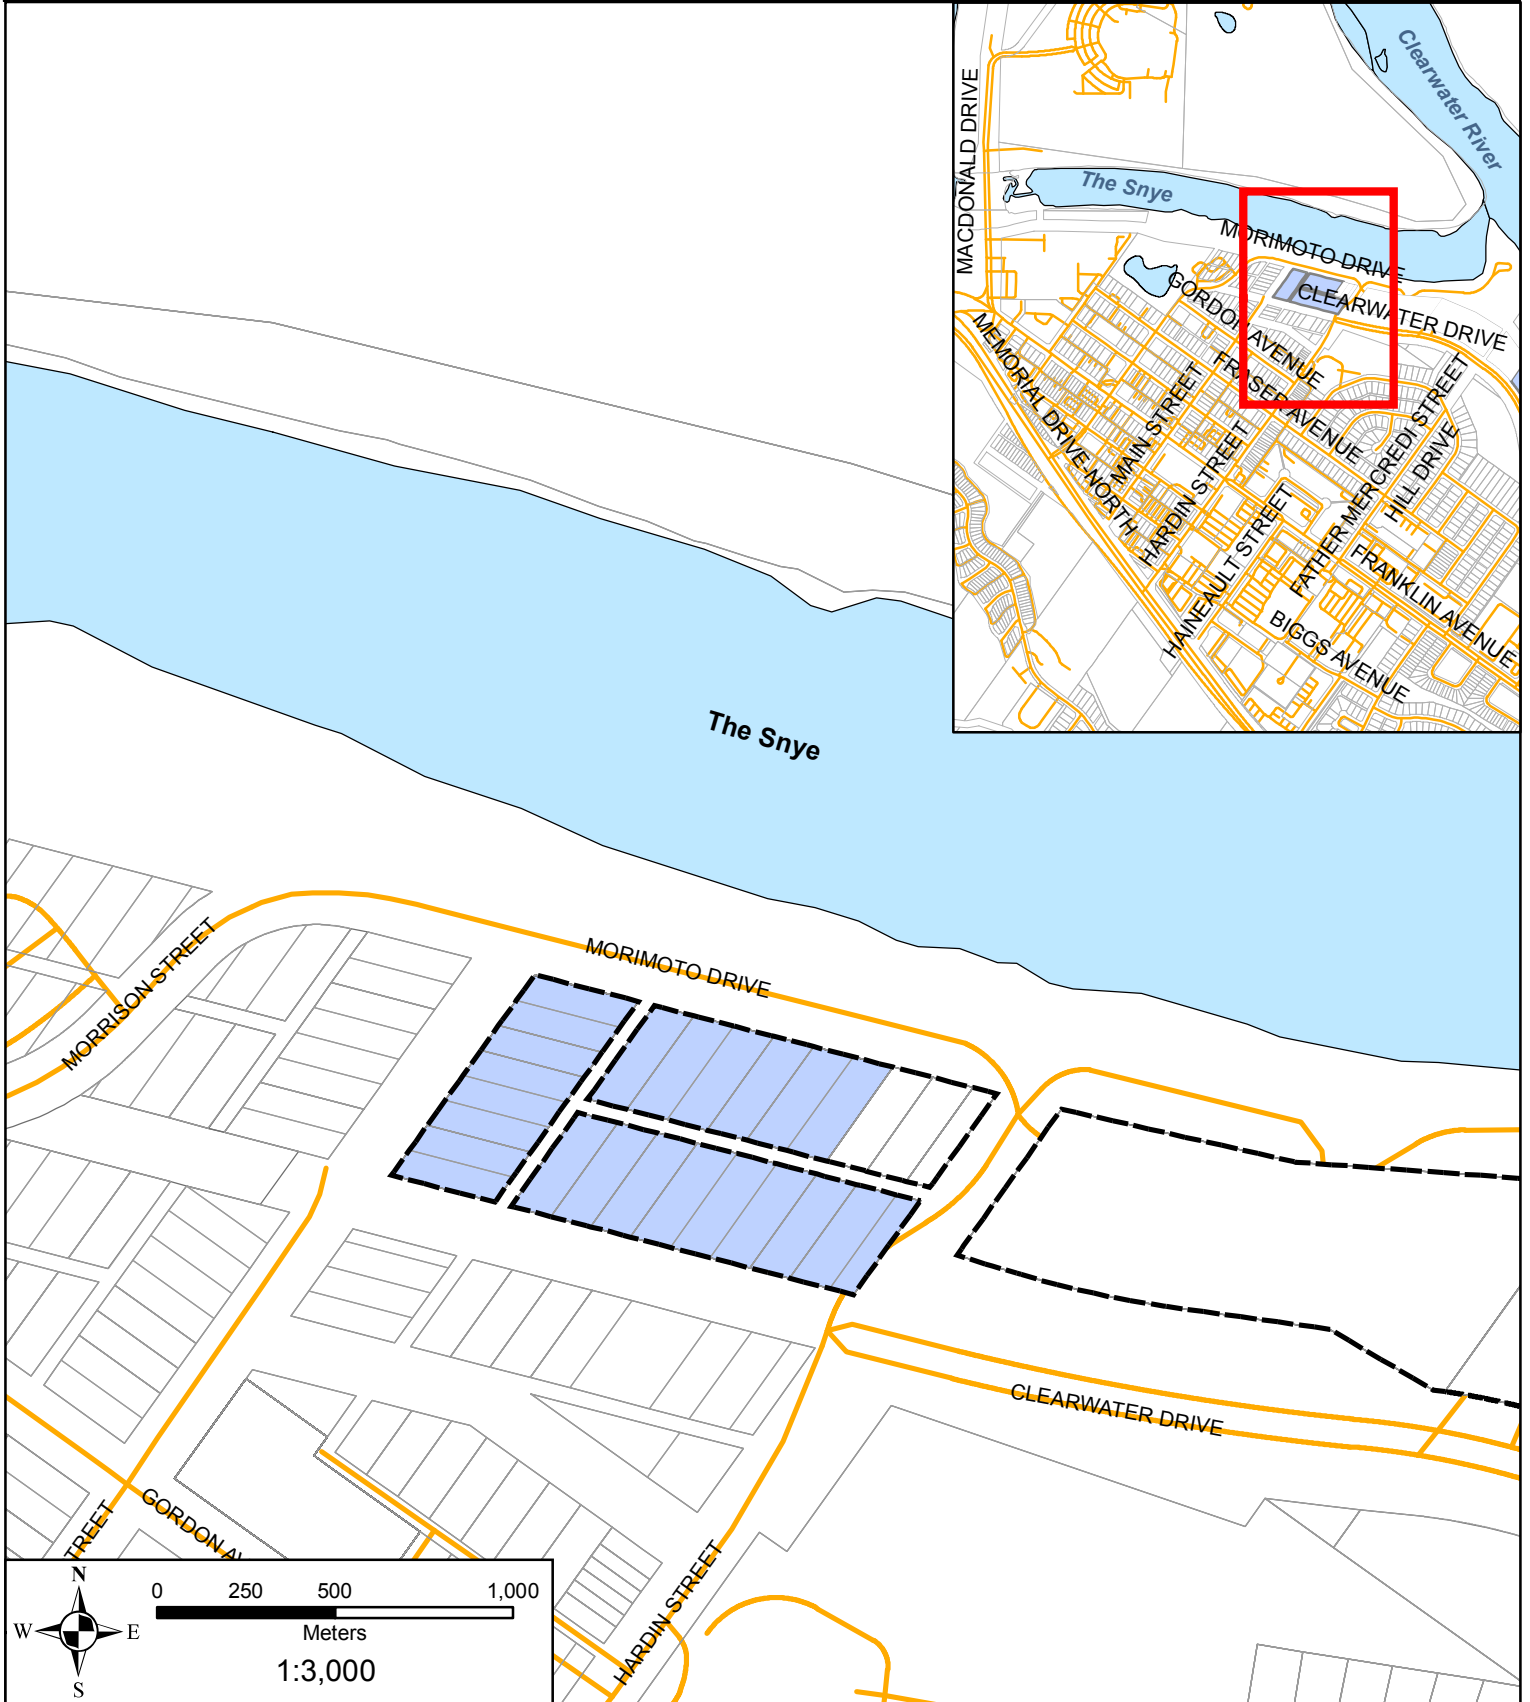 Clearwater River
MACDONALD DRIVE
The Snye
MORIMOTO DRIVE
CLEARWATER DRIVE
GORDON AVENUE
MEMORIAL DRIVE-NORTH
FRASER AVENUE
MAIN STREET
HARDIN STREET
FATHER MERCREDI STREET
HILL DRIVE
HAINEAULT STREET
FRANKLIN AVENUE
BIGGS AVENUE
The Snye
MORRISON STREET
MORIMOTO DRIVE
CLEARWATER DRIVE
GORDON AV
TREET
HARDIN STREET
N
W E
S
0 250 500 1,000
Meters
1:3,000